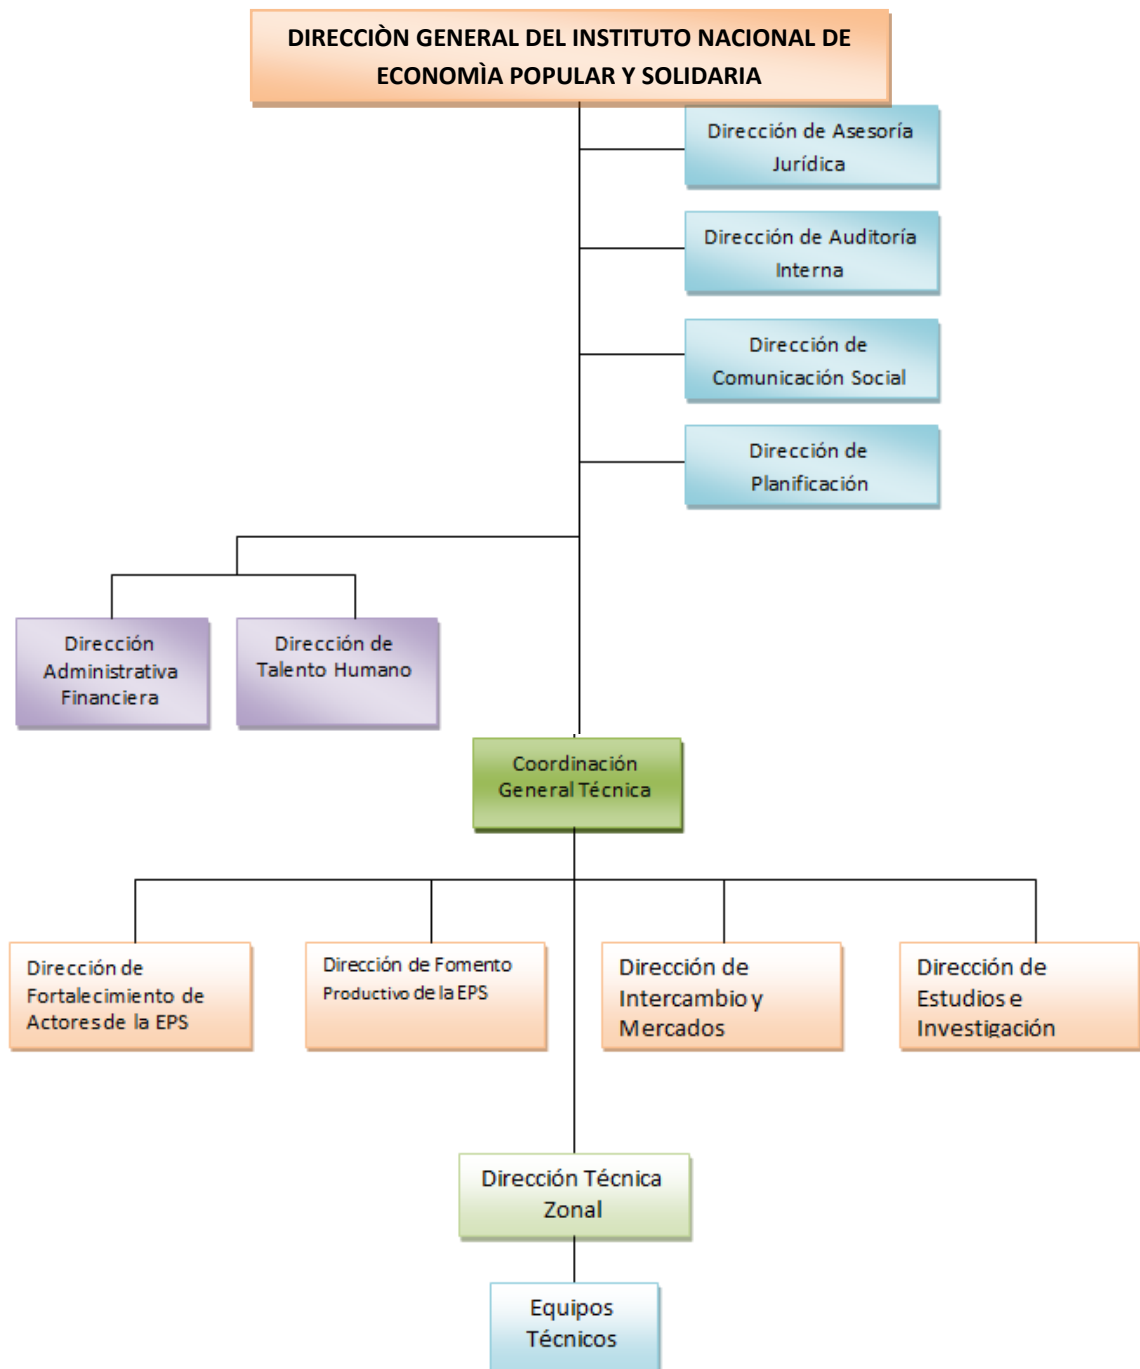 DIRECCIÒN GENERAL DEL INSTITUTO NACIONAL DE
ECONOMÌA POPULAR Y SOLIDARIA
Dirección de Asesoría
Jurídica
Dirección de Auditoría
Interna
Dirección de
Comunicación Social
Dirección de
Planificación
Dirección
Administrativa
Financiera
Dirección de
Talento Humano
Coordinación
General Técnica
Dirección de
Fortalecimiento de
Actores de la EPS
Dirección de Fomento
Productivo de la EPS
Dirección de
Intercambio y
Mercados
Dirección de
Estudios e
Investigación
Dirección Técnica
Zonal
Equipos
Técnicos